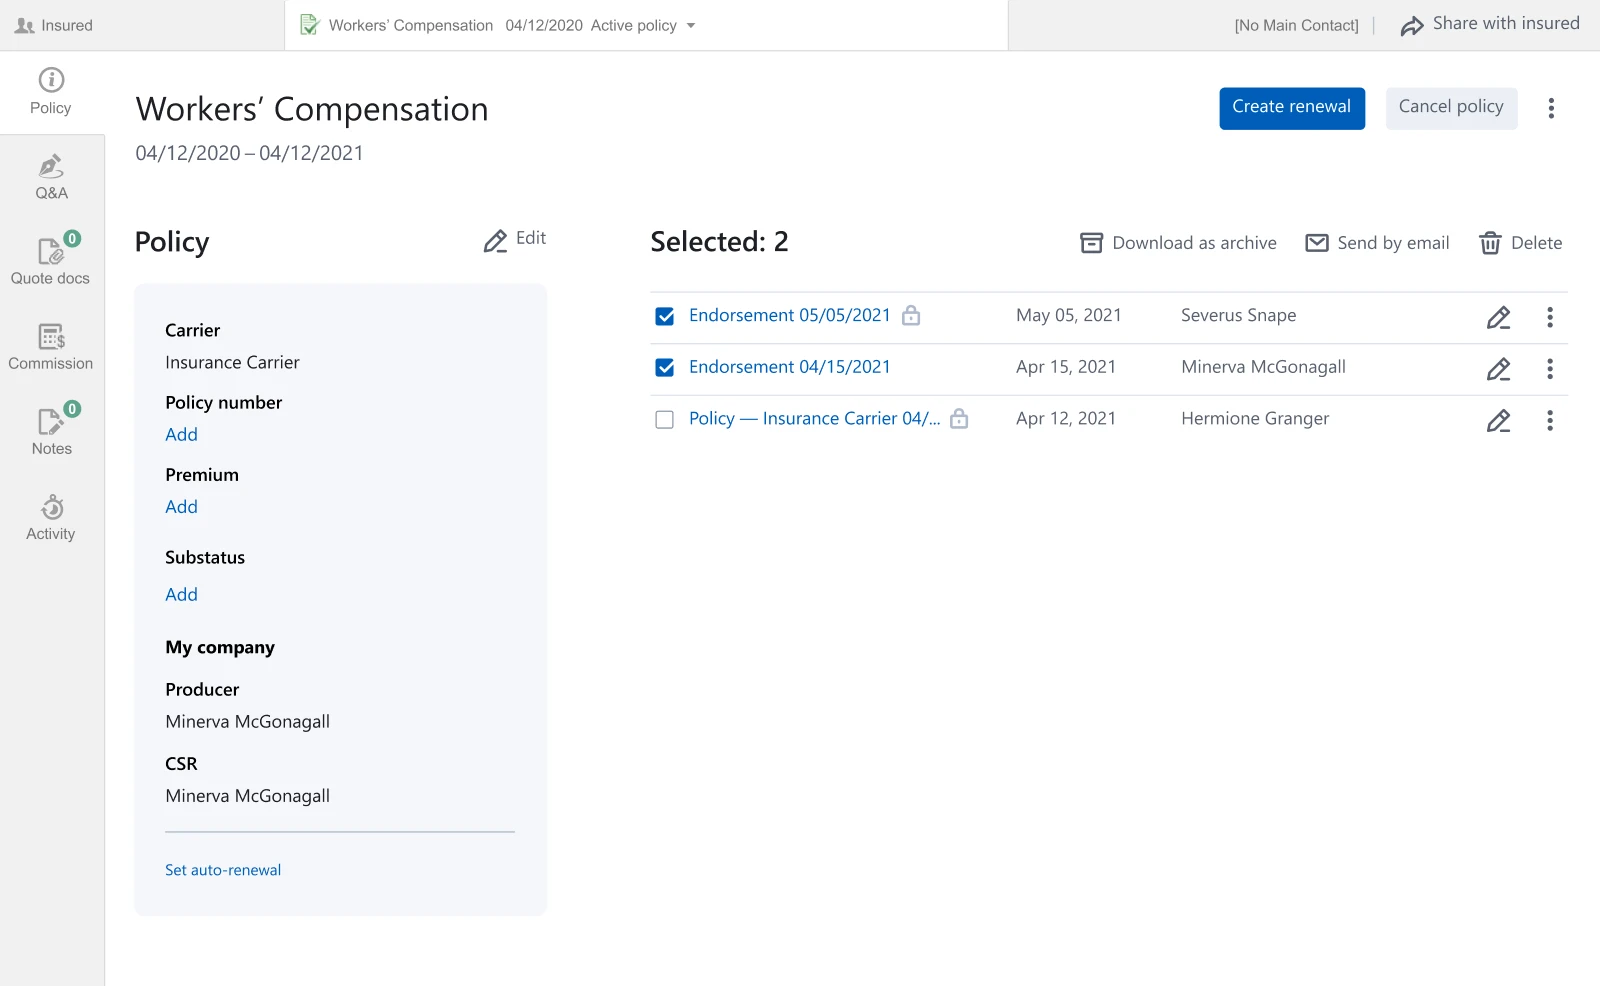 Insured
Workers’ Compensation 04/12/2020 Active policy
[No Main Contact]
Share with insured
Policy
Q&A
0
Quote docs
Commission
0
Notes
Activity
Workers’ Compensation
04/12/2020 – 04/12/2021
Create renewal
Cancel policy
Policy
Edit
Carrier
Insurance Carrier
Policy number
Add
Premium
Add
Substatus
Add
My company
Producer
Minerva McGonagall
CSR
Minerva McGonagall
Set auto-renewal
Selected: 2
Download as archive
Send by email
Delete
Endorsement 05/05/2021 May 05, 2021 Severus Snape
Endorsement 04/15/2021 Apr 15, 2021 Minerva McGonagall
Policy — Insurance Carrier 04/... Apr 12, 2021 Hermione Granger